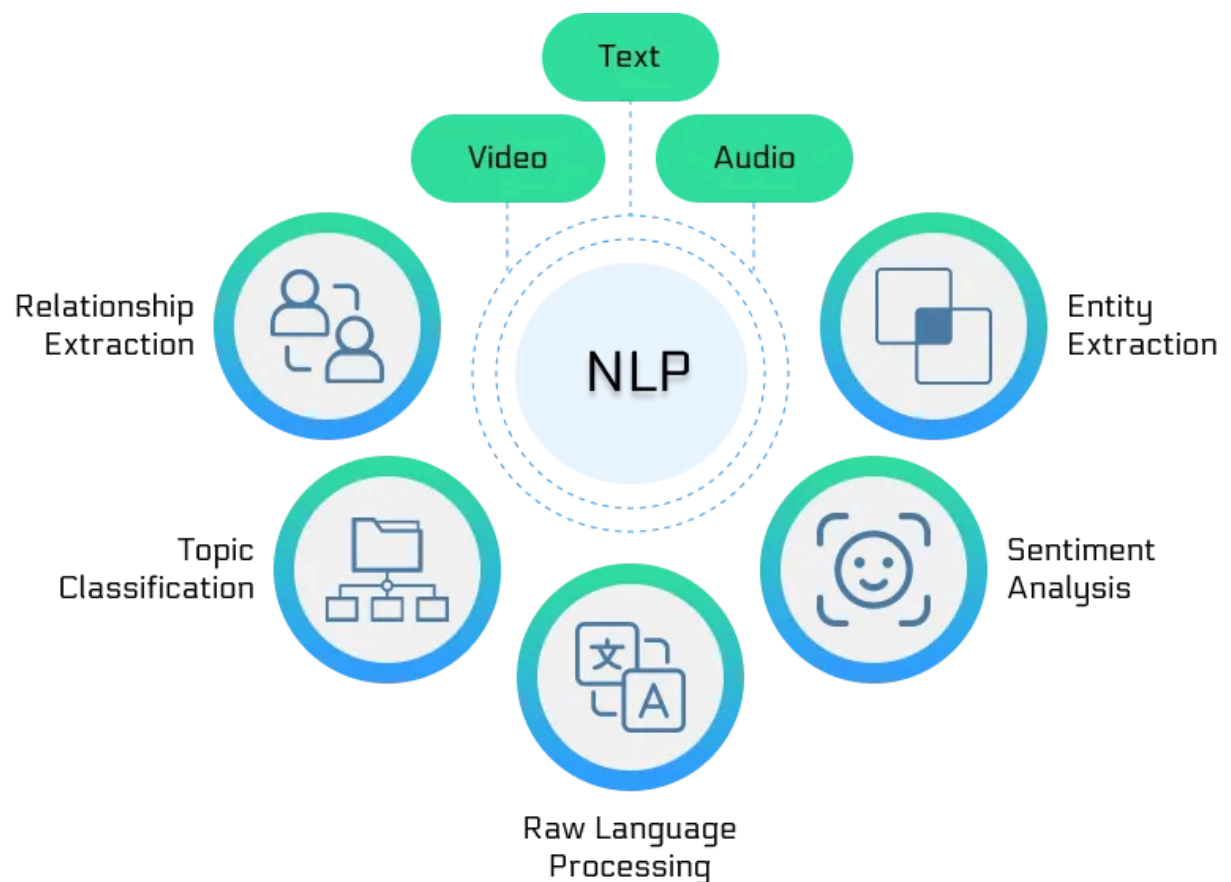 Text
Video
Audio
NLP
Relationship
Extraction
Entity
Extraction
Topic
Classification
Sentiment
Analysis
文
A
Raw Language
Processing